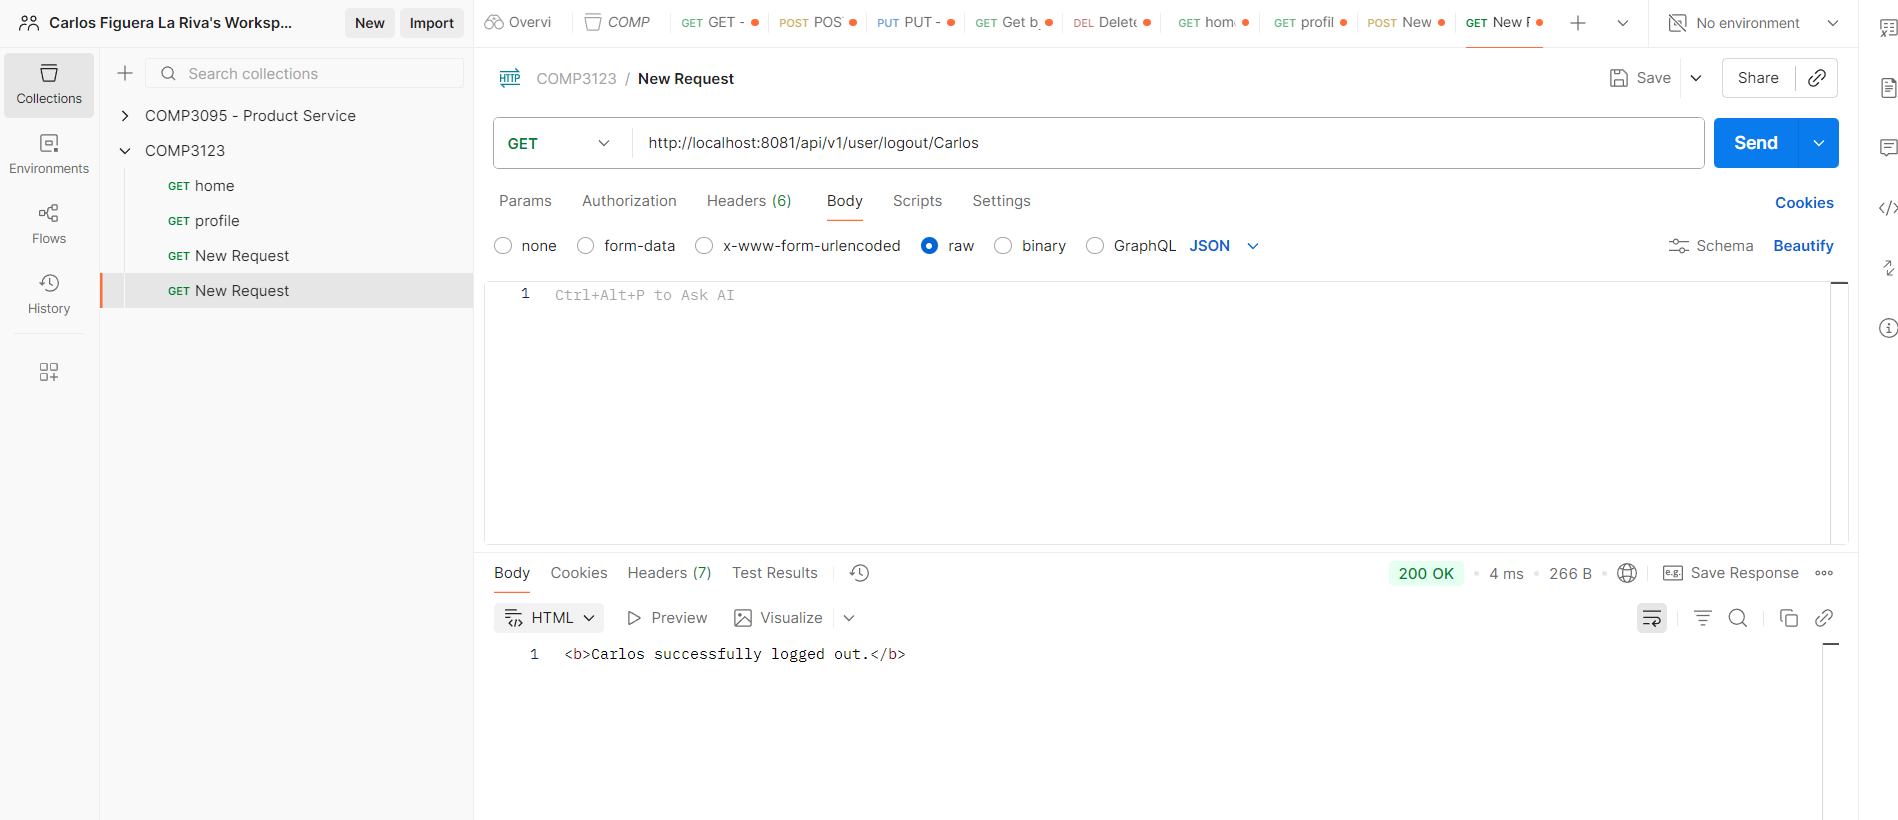 Carlos Figuera La Riva's Worksp...
New
Import
Overvi
COMP
GET GET -
POST POS
PUT PUT -
GET Get b
DEL Delete
GET hom
GET profil
POST New
GET New F
No environment
Collections
Environments
Flows
History
Search collections
COMP3095 - Product Service
COMP3123
GET home
GET profile
GET New Request
GET New Request
HTTP COMP3123 / New Request
Save
Share
GET
http://localhost:8081/api/v1/user/logout/Carlos
Send
Params Authorization Headers (6) Body Scripts Settings
Cookies
none form-data x-www-form-urlencoded raw binary GraphQL JSON
Schema Beautify
1 Ctrl+Alt+P to Ask AI
Body Cookies Headers (7) Test Results
200 OK • 4 ms • 266 B •
e.g. Save Response
HTML Preview Visualize
1 <b>Carlos successfully logged out.</b>